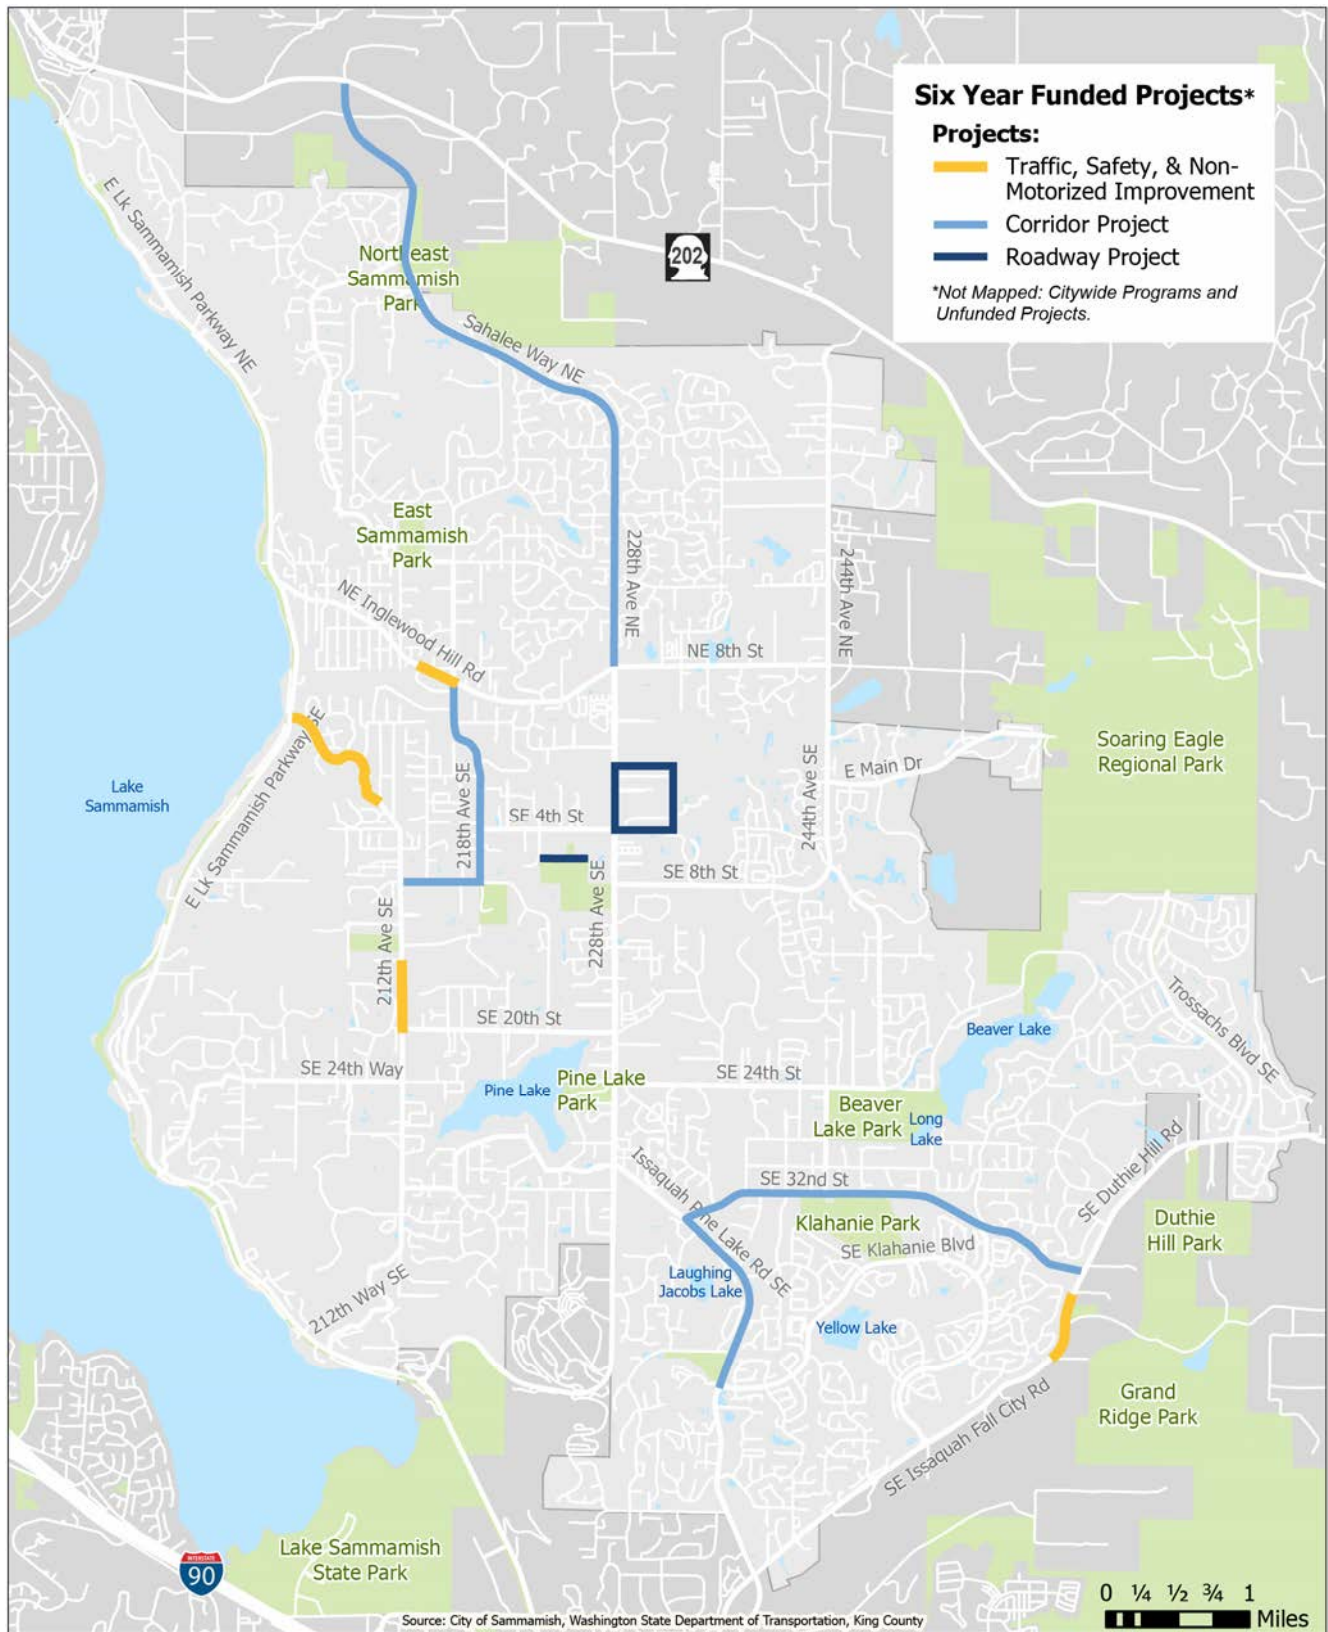 Six Year Funded Projects*
Projects:
Traffic, Safety, & Non-
Motorized Improvement
Corridor Project
Roadway Project
*Not Mapped: Citywide Programs and
Unfunded Projects.
202
E Lk Sammamish Parkway NE
Northeast
Sammamish
Park
Sahalee Way NE
East
Sammamish
Park
228th Ave NE
244th Ave NE
NE Inglewood Hill Rd
NE 8th St
Soaring Eagle
Regional Park
E Lk Sammamish Parkway SE
Lake
Sammamish
218th Ave SE
SE 4th St
244th Ave SE
E Main Dr
SE 8th St
228th Ave SE
212th Ave SE
SE 20th St
Beaver Lake
Trossachs Blvd SE
SE 24th Way
Pine Lake
Pine Lake
Park
SE 24th St
Beaver
Lake Park
Long
Lake
SE Duthie Hill Rd
Issaquah Pine Lake Rd SE
SE 32nd St
Klahanie Park
SE Klahanie Blvd
Duthie
Hill Park
Laughing
Jacobs Lake
Yellow Lake
212th Way SE
Grand
Ridge Park
SE Issaquah Fall City Rd
Lake Sammamish
State Park
INTERSTATE
90
0 ¼ ½ ¾ 1
Miles
Source: City of Sammamish, Washington State Department of Transportation, King County